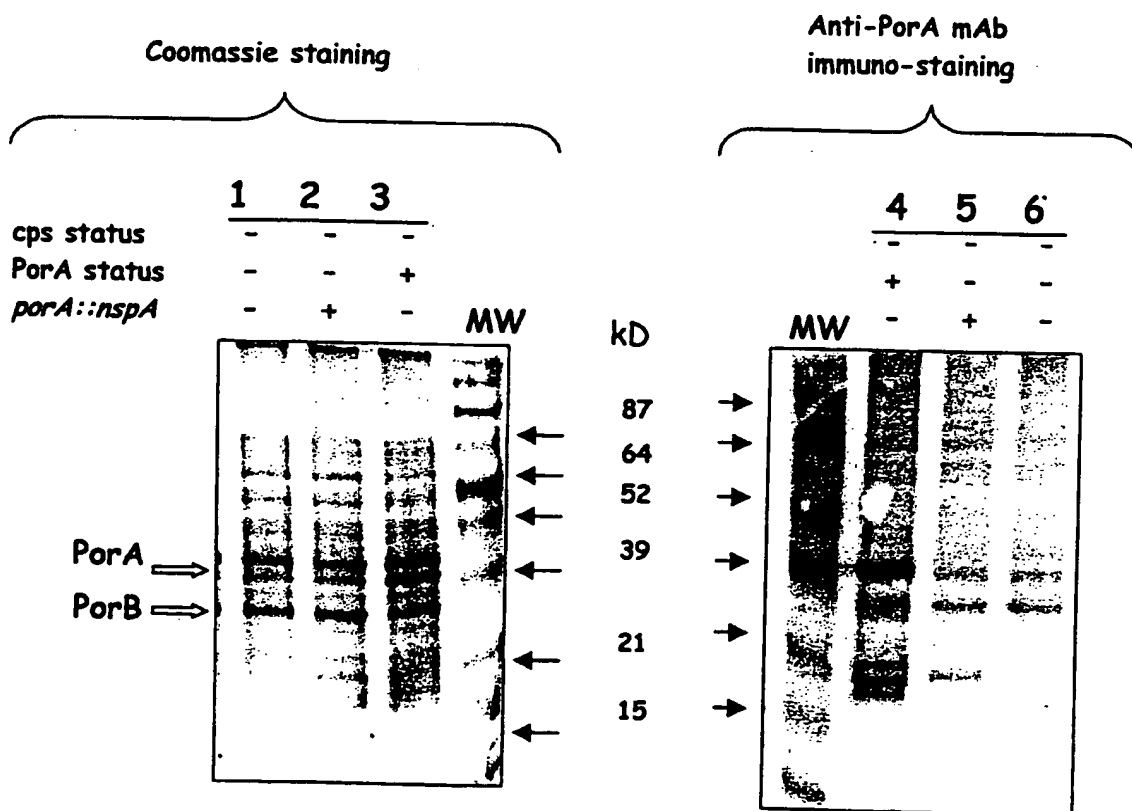 Coomassie staining
Anti-PorA mAb
immuno-staining
1 2 3
4 5 6
cps status - - -
- - -
PorA status - - +
+ - -
porA::nspA - + -
- + -
MW
kD
MW
87
64
52
39
21
15
PorA
PorB